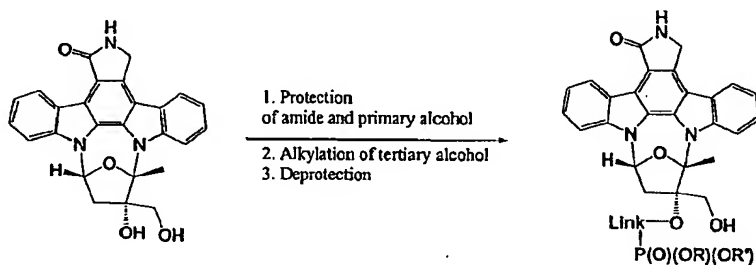 H
N
O
N
N
H
O
OH
OH
1. Protection
of amide and primary alcohol
2. Alkylation of tertiary alcohol
3. Deprotection
H
N
O
N
N
H
O
Link
O
OH
P(O)(OR)(OR')